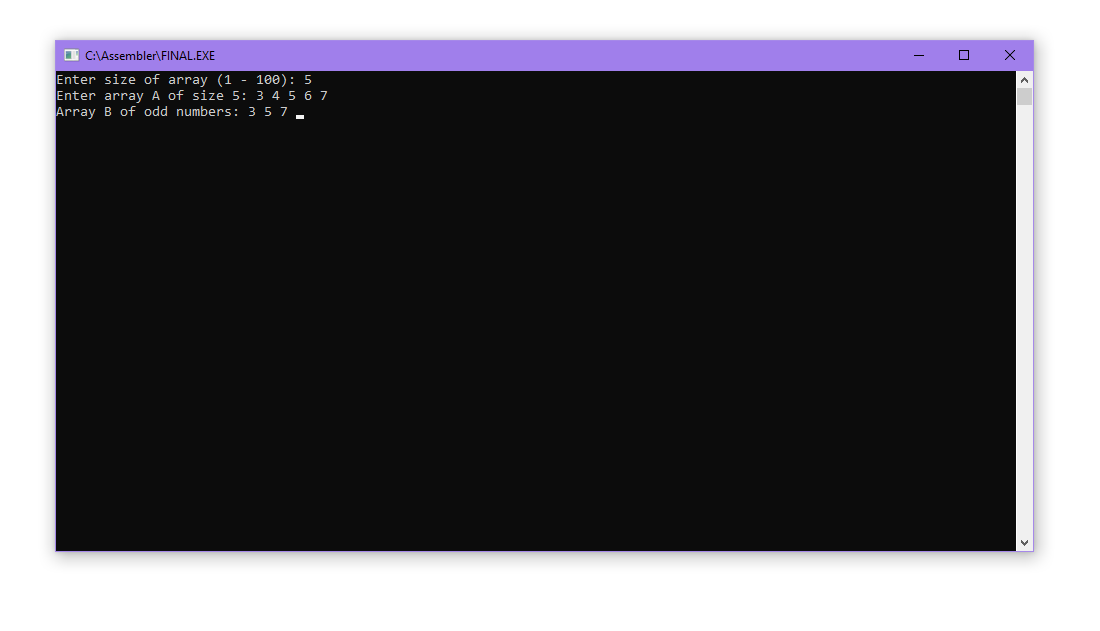 C:\Assembler\FINAL.EXE
Enter size of array (1 - 100): 5
Enter array A of size 5: 3 4 5 6 7
Array B of odd numbers: 3 5 7